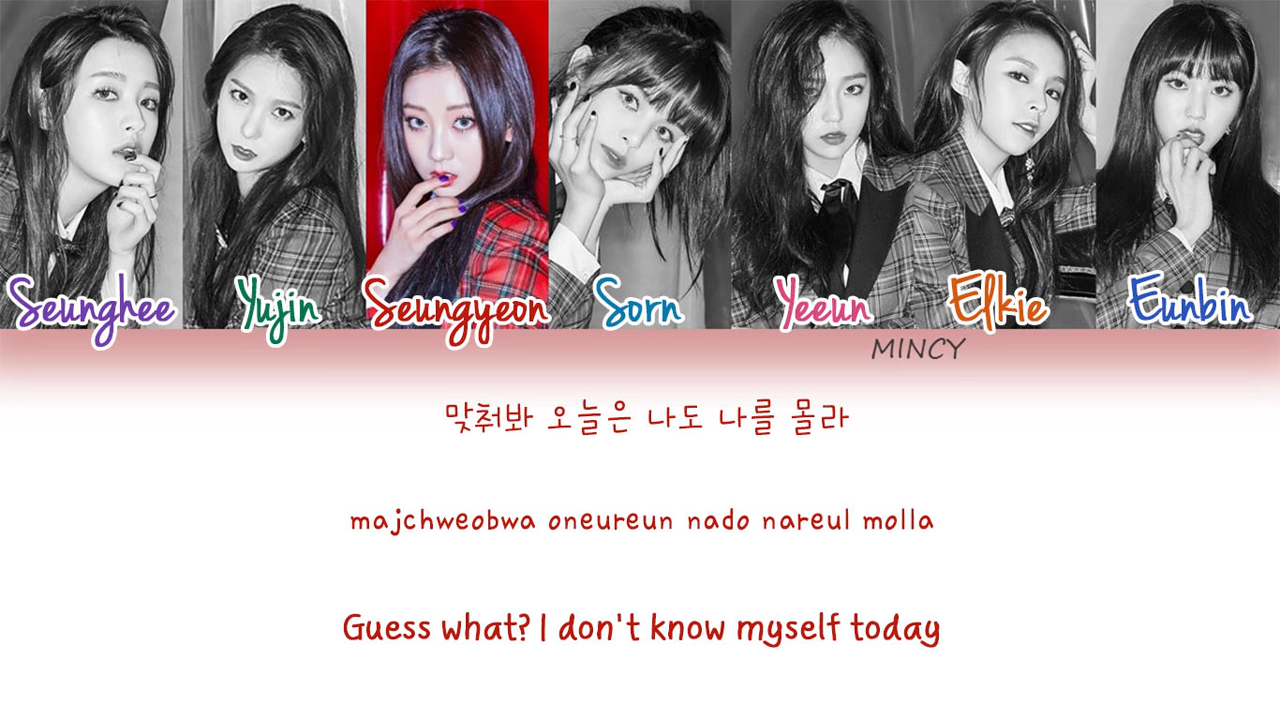 Seunghee Yujin Seungyeon Sorn Yeeun Elkie Eunbin
MINCY
맞춰봐 오늘은 나도 나를 몰라
majchweobwa oneureun nado nareul molla
Guess what? I don't know myself today